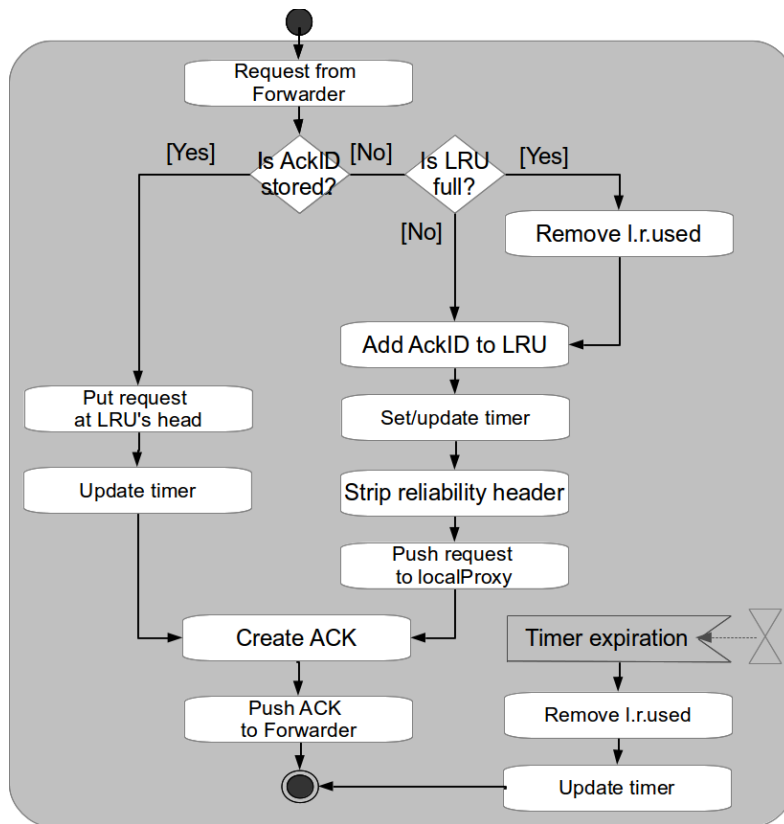 Request from
Forwarder
[Yes]
Is AckID
stored?
[No]
Is LRU
full?
[Yes]
[No]
Remove l.r.used
Add AckID to LRU
Put request
at LRU's head
Set/update timer
Update timer
Strip reliability header
Push request
to localProxy
Create ACK
Timer expiration
Push ACK
to Forwarder
Remove l.r.used
Update timer